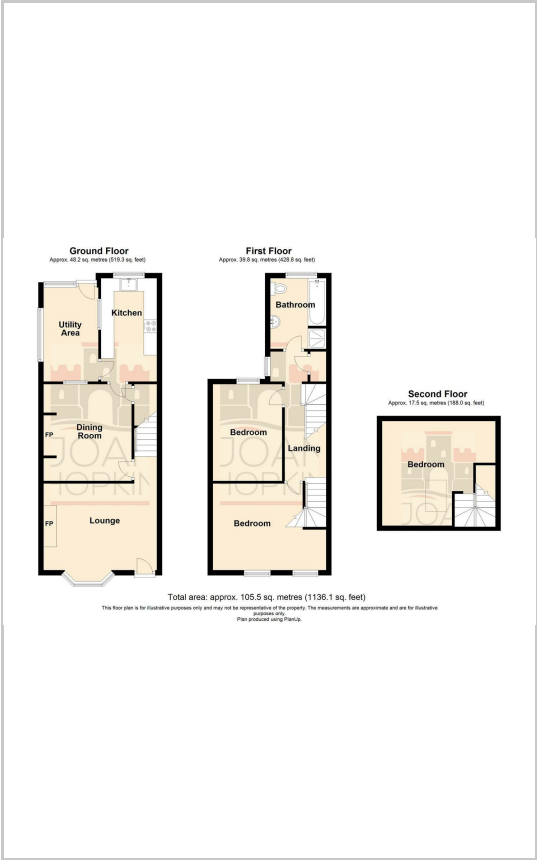 Ground Floor
Approx. 48.2 sq. metres (519.3 sq. feet)
Utility
Area
Kitchen
Dining
Room
FP
Lounge
FP
First Floor
Approx. 39.8 sq. metres (428.8 sq. feet)
Bathroom
Bedroom
Landing
Bedroom
Second Floor
Approx. 17.5 sq. metres (188.0 sq. feet)
Bedroom
Total area: approx. 105.5 sq. metres (1136.1 sq. feet)
This floor plan is for illustrative purposes only and may not be representative of the property. The measurements are approximate and are for illustrative
purposes only.
Plan produced using PlanUp.